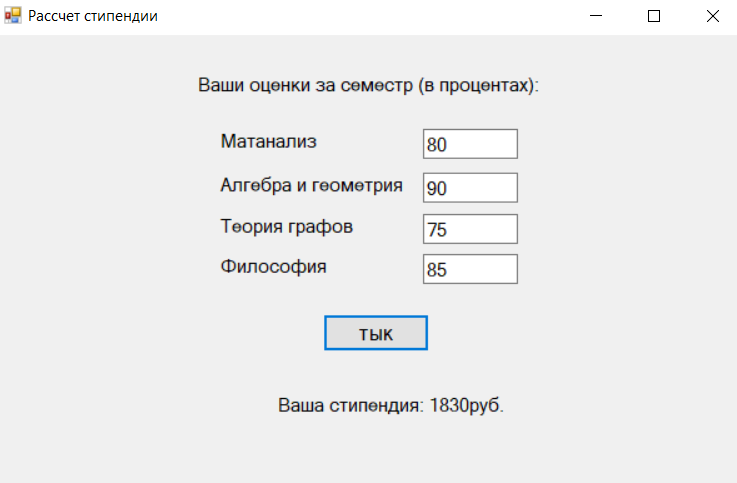 Рассчет стипендии
Ваши оценки за семестр (в процентах):
Матанализ 80
Алгебра и геометрия 90
Теория графов 75
Философия 85
тык
Ваша стипендия: 1830руб.